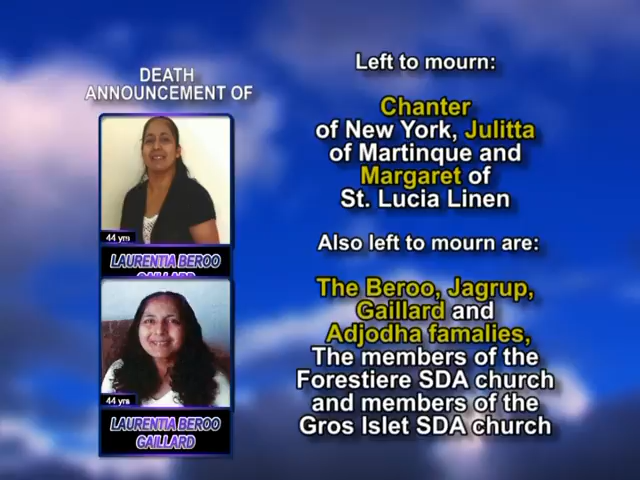 DEATH
ANNOUNCEMENT OF
44 yrs
LAURENTIA BEROO
GAILLARD
44 yrs
LAURENTIA BEROO
GAILLARD
Left to mourn:
Chanter
of New York, Julitta
of Martinque and
Margaret of
St. Lucia Linen
Also left to mourn are:
The Beroo, Jagrup,
Gaillard and
Adjodha famalies,
The members of the
Forestiere SDA church
and members of the
Gros Islet SDA church